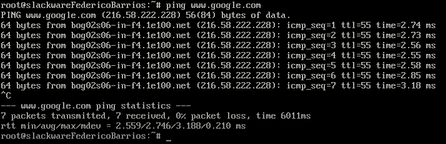 root@slackwareFedericoBarrios:~# ping www.google.com
PING www.google.com (216.58.222.228) 56(84) bytes of data.
64 bytes from bog02s06-in-f4.1e100.net (216.58.222.228): icmp_seq=1 ttl=55 time=2.74 ms
64 bytes from bog02s06-in-f4.1e100.net (216.58.222.228): icmp_seq=2 ttl=55 time=2.73 ms
64 bytes from bog02s06-in-f4.1e100.net (216.58.222.228): icmp_seq=3 ttl=55 time=2.56 ms
64 bytes from bog02s06-in-f4.1e100.net (216.58.222.228): icmp_seq=4 ttl=55 time=2.55 ms
64 bytes from bog02s06-in-f4.1e100.net (216.58.222.228): icmp_seq=5 ttl=55 time=2.58 ms
64 bytes from bog02s06-in-f4.1e100.net (216.58.222.228): icmp_seq=6 ttl=55 time=2.85 ms
64 bytes from bog02s06-in-f4.1e100.net (216.58.222.228): icmp_seq=7 ttl=55 time=3.18 ms
^C
--- www.google.com ping statistics ---
7 packets transmitted, 7 received, 0% packet loss, time 6011ms
rtt min/avg/max/mdev = 2.559/2.746/3.188/0.210 ms
root@slackwareFedericoBarrios:~# _